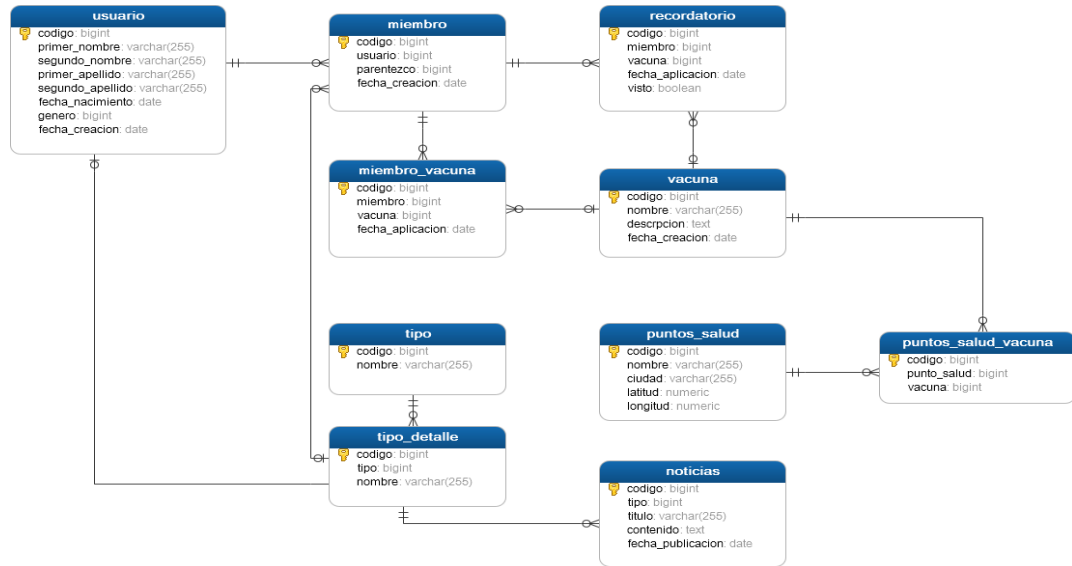 usuario
codigo: bigint
primer_nombre: varchar(255)
segundo_nombre: varchar(255)
primer_apellido: varchar(255)
segundo_apellido: varchar(255)
fecha_nacimiento: date
genero: bigint
fecha_creacion: date
miembro
codigo: bigint
usuario: bigint
parentezco: bigint
fecha_creacion: date
recordatorio
codigo: bigint
miembro: bigint
vacuna: bigint
fecha_aplicacion: date
visto: boolean
miembro_vacuna
codigo: bigint
miembro: bigint
vacuna: bigint
fecha_aplicacion: date
vacuna
codigo: bigint
nombre: varchar(255)
descrpcion: text
fecha_creacion: date
tipo
codigo: bigint
nombre: varchar(255)
puntos_salud
codigo: bigint
nombre: varchar(255)
ciudad: varchar(255)
latitud: numeric
longitud: numeric
puntos_salud_vacuna
codigo: bigint
punto_salud: bigint
vacuna: bigint
tipo_detalle
codigo: bigint
tipo: bigint
nombre: varchar(255)
noticias
codigo: bigint
tipo: bigint
titulo: varchar(255)
contenido: text
fecha_publicacion: date